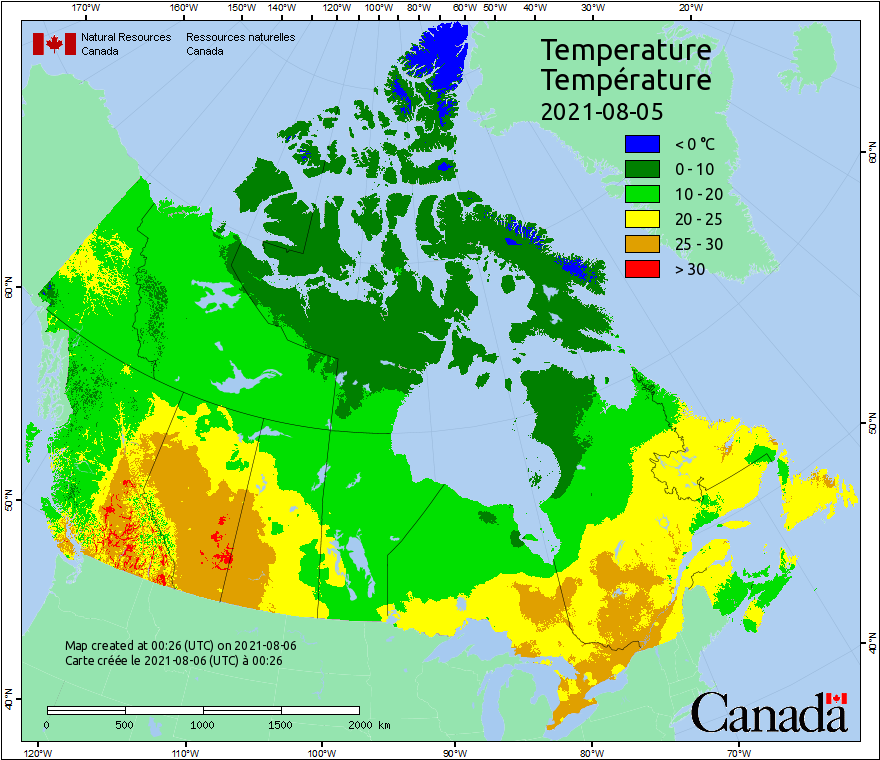 170°W 160°W 150°W 140°W 130°W 120°W 110°W 100°W 90°W 80°W 70°W 60°W 50°W 40°W 30°W 20°W
Natural Resources Canada
Ressources naturelles Canada
Temperature
Température
2021-08-05
< 0 °C
0 - 10
10 - 20
20 - 25
25 - 30
> 30
60°N
60°N
50°N
50°N
40°N
40°N
Map created at 00:26 (UTC) on 2021-08-06
Carte créée le 2021-08-06 (UTC) à 00:26
0 500 1000 1500 2000 km
Canada
120°W 110°W 100°W 90°W 80°W 70°W